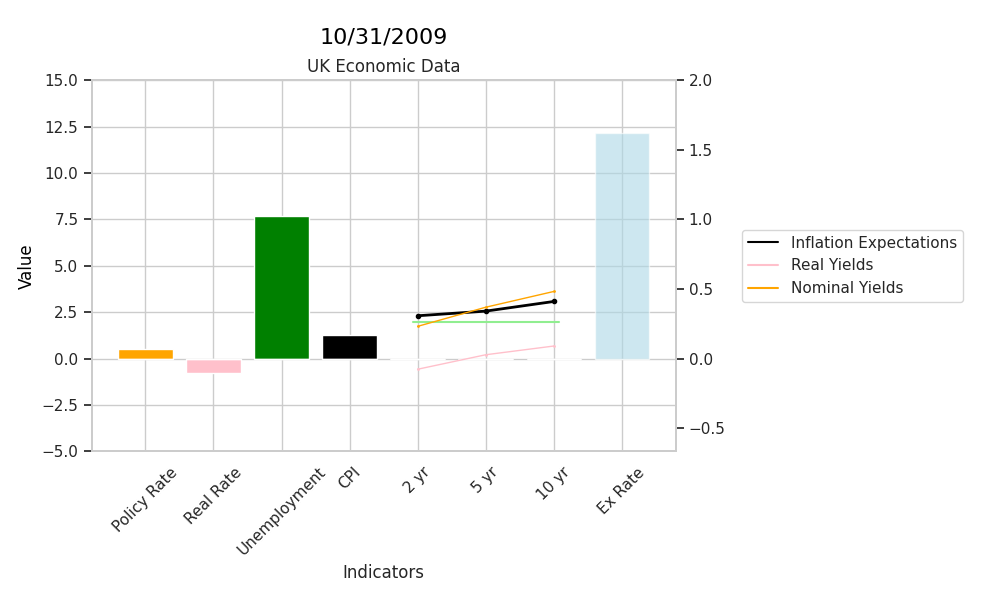 10/31/2009
UK Economic Data
15.0
12.5
10.0
7.5
5.0
2.5
0.0
−2.5
−5.0
Value
2.0
1.5
1.0
0.5
0.0
−0.5
Inflation Expectations
Real Yields
Nominal Yields
Policy Rate
Real Rate
Unemployment
CPI
2 yr
5 yr
10 yr
Ex Rate
Indicators